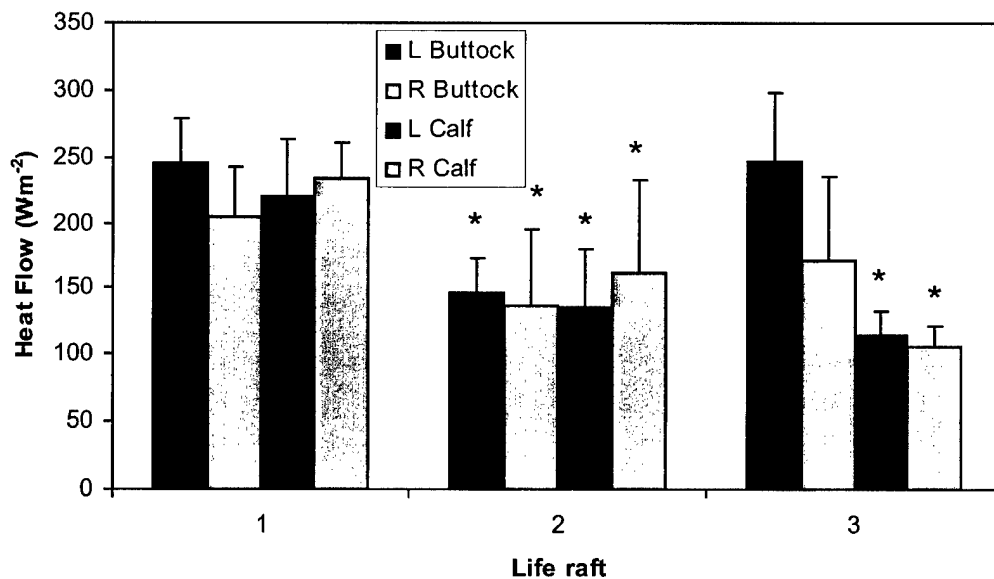 350
300
250
200
150
100
50
0
Heat Flow (Wm-2)
L Buttock
R Buttock
L Calf
R Calf
* * * *
* *
1 2 3
Life raft